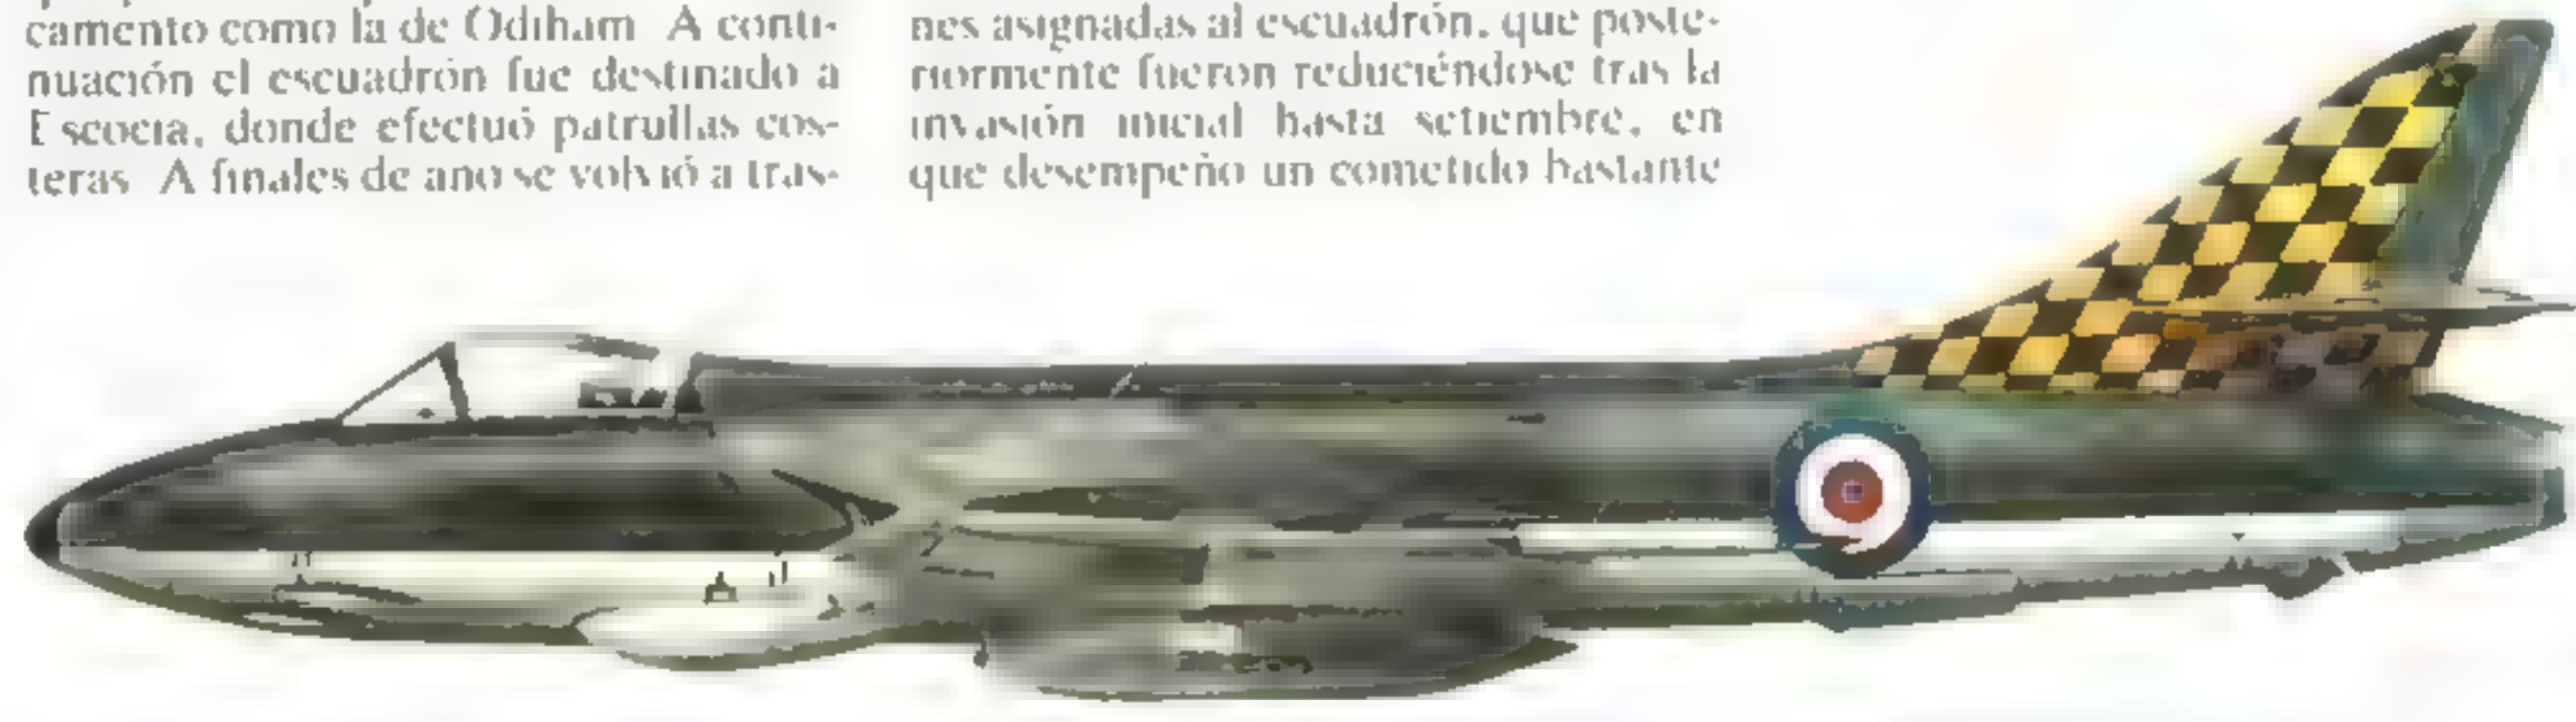 camento como la de Odiham A conti-
nuación el escuadrón fue destinado a
Escocia, donde efectuó patrullas cos-
teras A finales de ano se volvió a tras-
nes asignadas al escuadrón, que poste-
riormente fueron reduciéndose tras la
invasión inicial hasta setiembre, en
que desempeño un cometido bastante